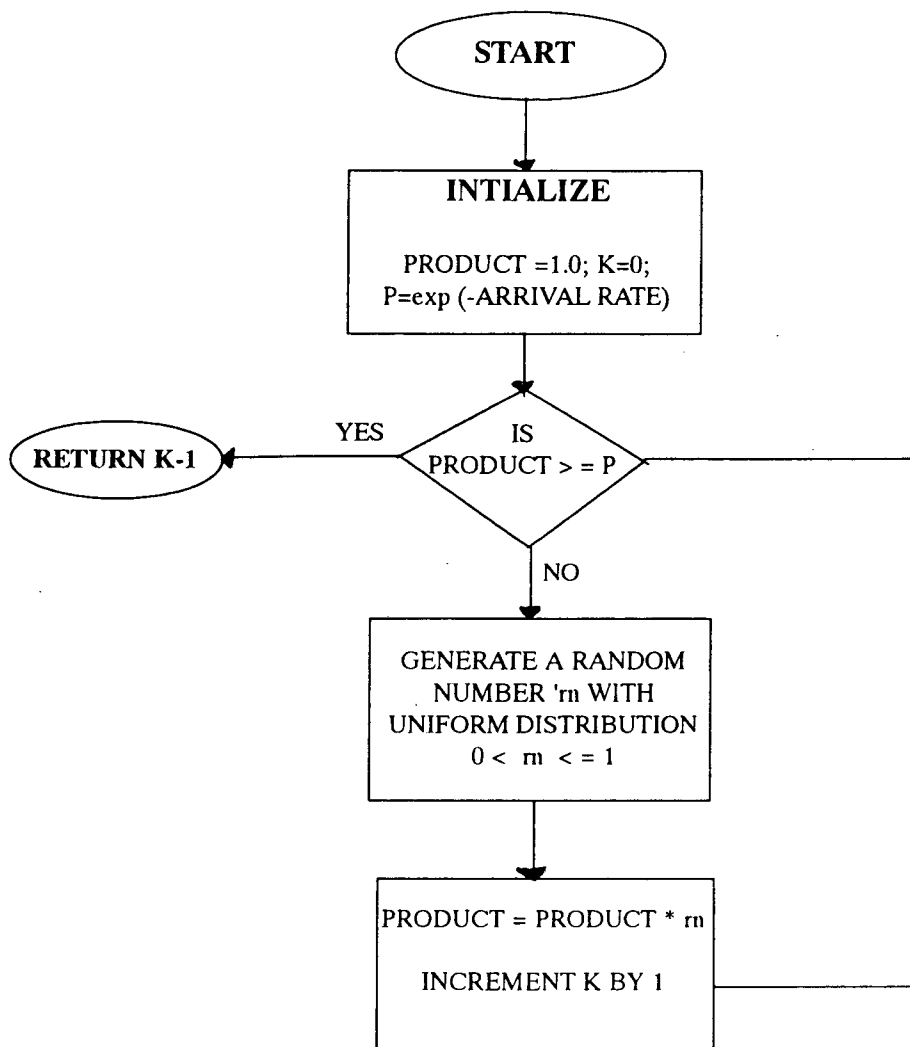 START
INTIALIZE
PRODUCT =1.0; K=0;
P=exp (-ARRIVAL RATE)
YES
IS
PRODUCT > = P
RETURN K-1
NO
GENERATE A RANDOM
NUMBER 'rn WITH
UNIFORM DISTRIBUTION
0 < rn < = 1
PRODUCT = PRODUCT * rn
INCREMENT K BY 1